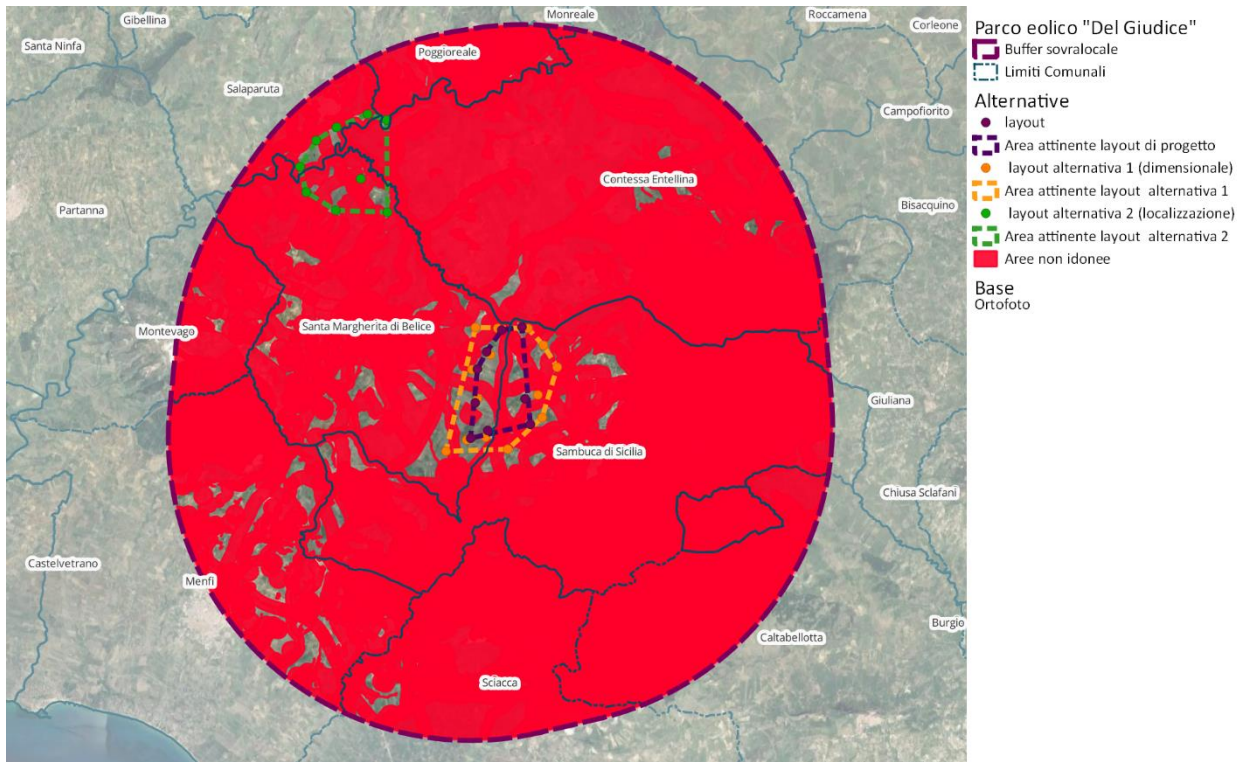 Gibellina
Monreale
Roccamena
Corleone
Santa Ninfa
Poggioreale
Salaparuta
Campofiorito
Contessa Entellina
Partanna
Bisacquino
Montevago
Santa Margherita di Belice
Giuliana
Sambuca di Sicilia
Chiusa Sclafani
Castelvetrano
Menfi
Burgio
Caltabellotta
Sciacca
Parco eolico "Del Giudice"
Buffer sovralocale
Limiti Comunali
Alternative
layout
Area attinente layout di progetto
layout alternativa 1 (dimensionale)
Area attinente layout alternativa 1
layout alternativa 2 (localizzazione)
Area attinente layout alternativa 2
Aree non idonee
Base
Ortofoto